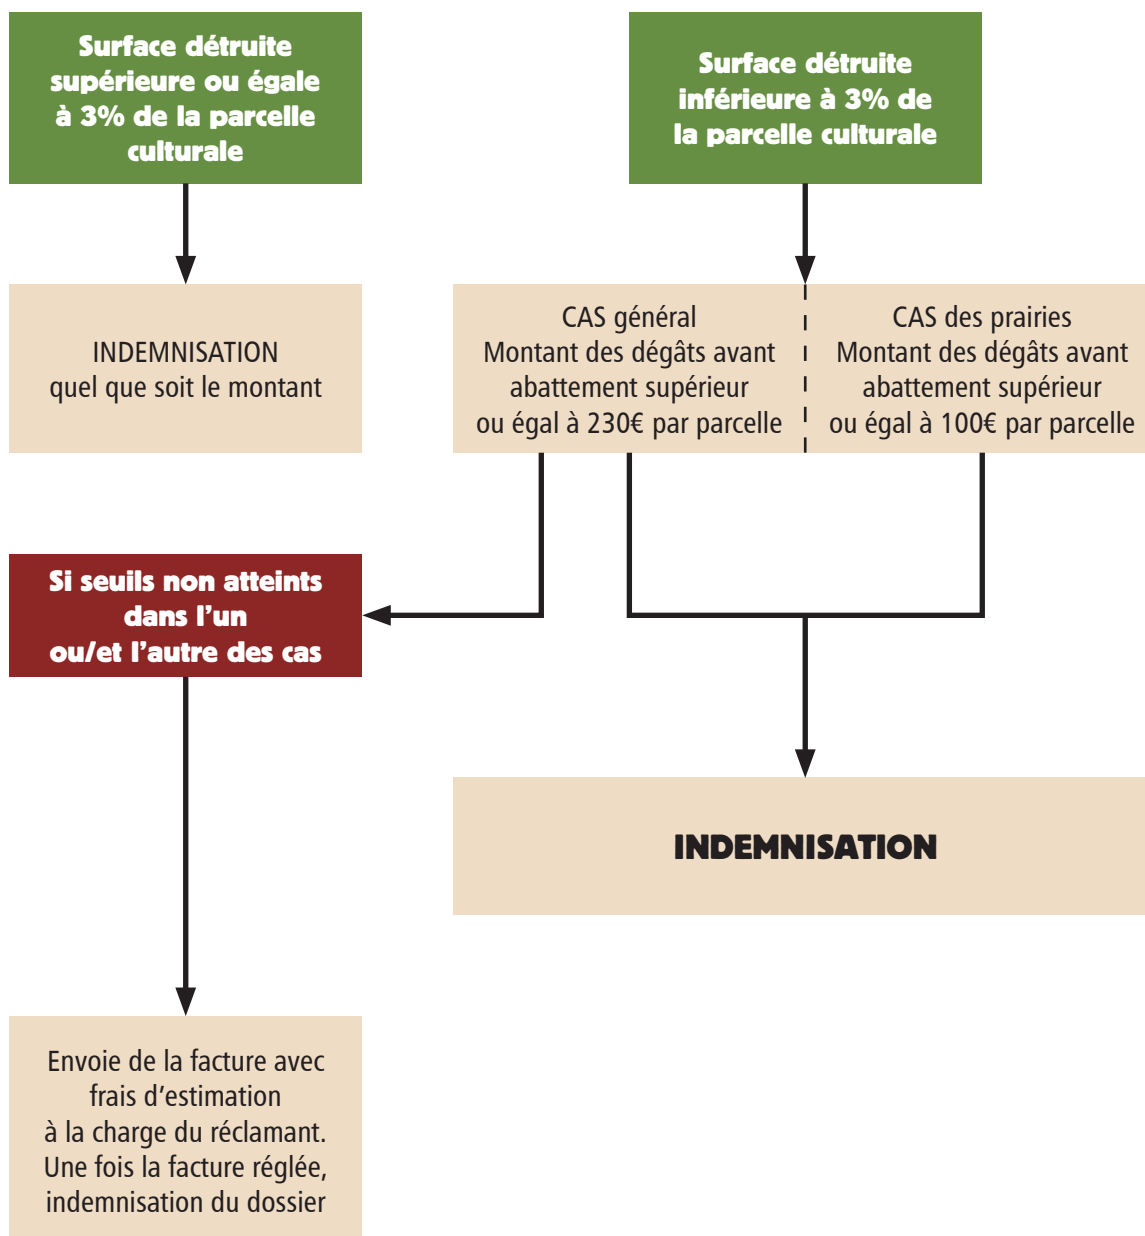 Surface détruite
supérieure ou égale
à 3% de la parcelle
culturale
Surface détruite
inférieure à 3% de
la parcelle culturale
INDEMNISATION
quel que soit le montant
CAS général
Montant des dégâts avant
abattement supérieur
ou égal à 230€ par parcelle
CAS des prairies
Montant des dégâts avant
abattement supérieur
ou égal à 100€ par parcelle
Si seuils non atteints
dans l'un
ou/et l'autre des cas
INDEMNISATION
Envoie de la facture avec
frais d'estimation
à la charge du réclamant.
Une fois la facture réglée,
indemnisation du dossier